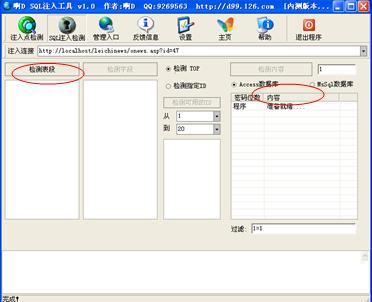 啊D SQL注入工具 v1.0 作者:啊D QQ:9269563 http://d99.126.com [内测版本..
注入点检测 SQL注入检测 管理入口 反馈信息 设置 主页 帮助 退出程序
注入连接 http://localhost/leichinews/onews.asp?id=47
检测表段 检测字段 检测 TOP 检测内容 1
检测指定ID Access数据库 MsSql数据库
检测可用的ID 密码位数 内容
从 1 程序 准备就绪....
到 20
过滤: 1=1
完成!